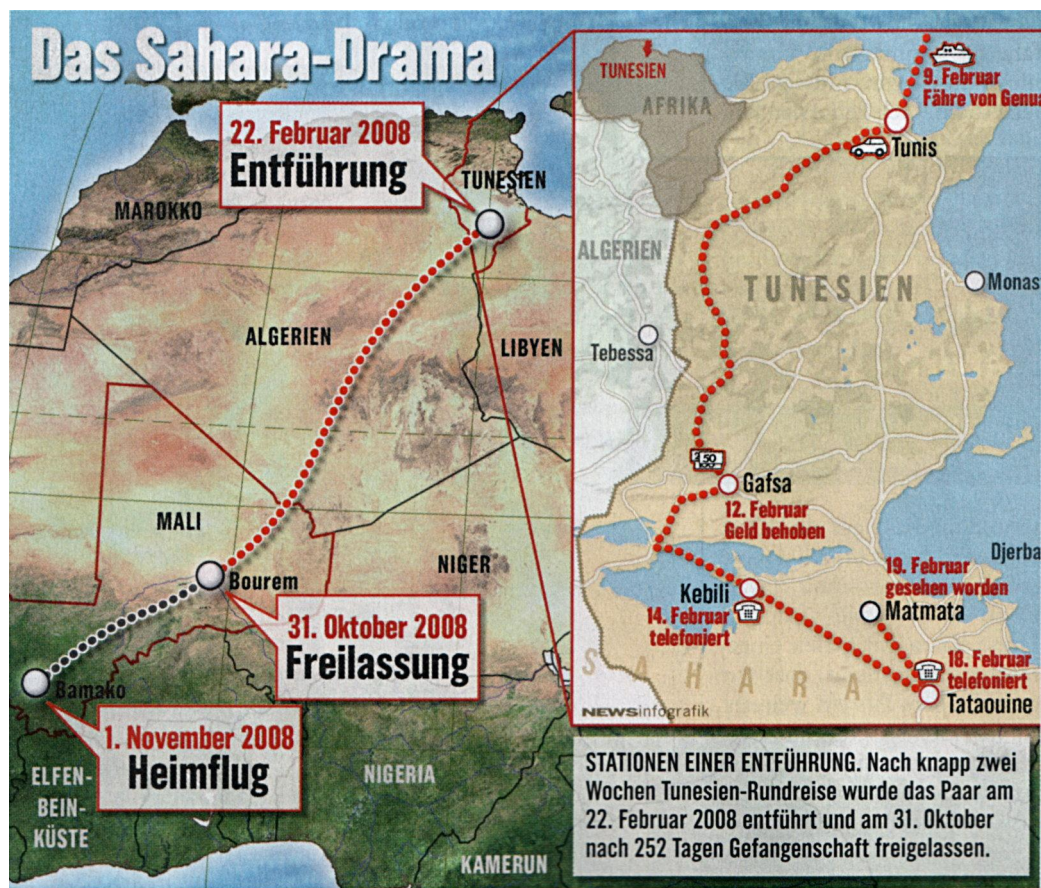 Das Sahara-Drama
22. Februar 2008
Entführung
TUNESIEN
MAROKKO
ALGERIEN
LIBYEN
MALI
NIGER
Bourem
31. Oktober 2008
Freilassung
Bamako
1. November 2008
Heimflug
ELFEN-
BEIN-
KÜSTE
NIGERIA
KAMERUN
TUNESIEN
AFRIKA
9. Februar
Fähre von Genua
Tunis
ALGERIEN
TUNESIEN
Monas
Tebessa
50
100
Gafsa
12. Februar
Geld behoben
Djerba
19. Februar
gesehen worden
Kebili
Matmata
14. Februar
telefoniert
18. Februar
telefoniert
Tataouine
SAHARA
NEWSinfografik
STATIONEN EINER ENTFÜHRUNG. Nach knapp zwei
Wochen Tunesien-Rundreise wurde das Paar am
22. Februar 2008 entführt und am 31. Oktober
nach 252 Tagen Gefangenschaft freigelassen.